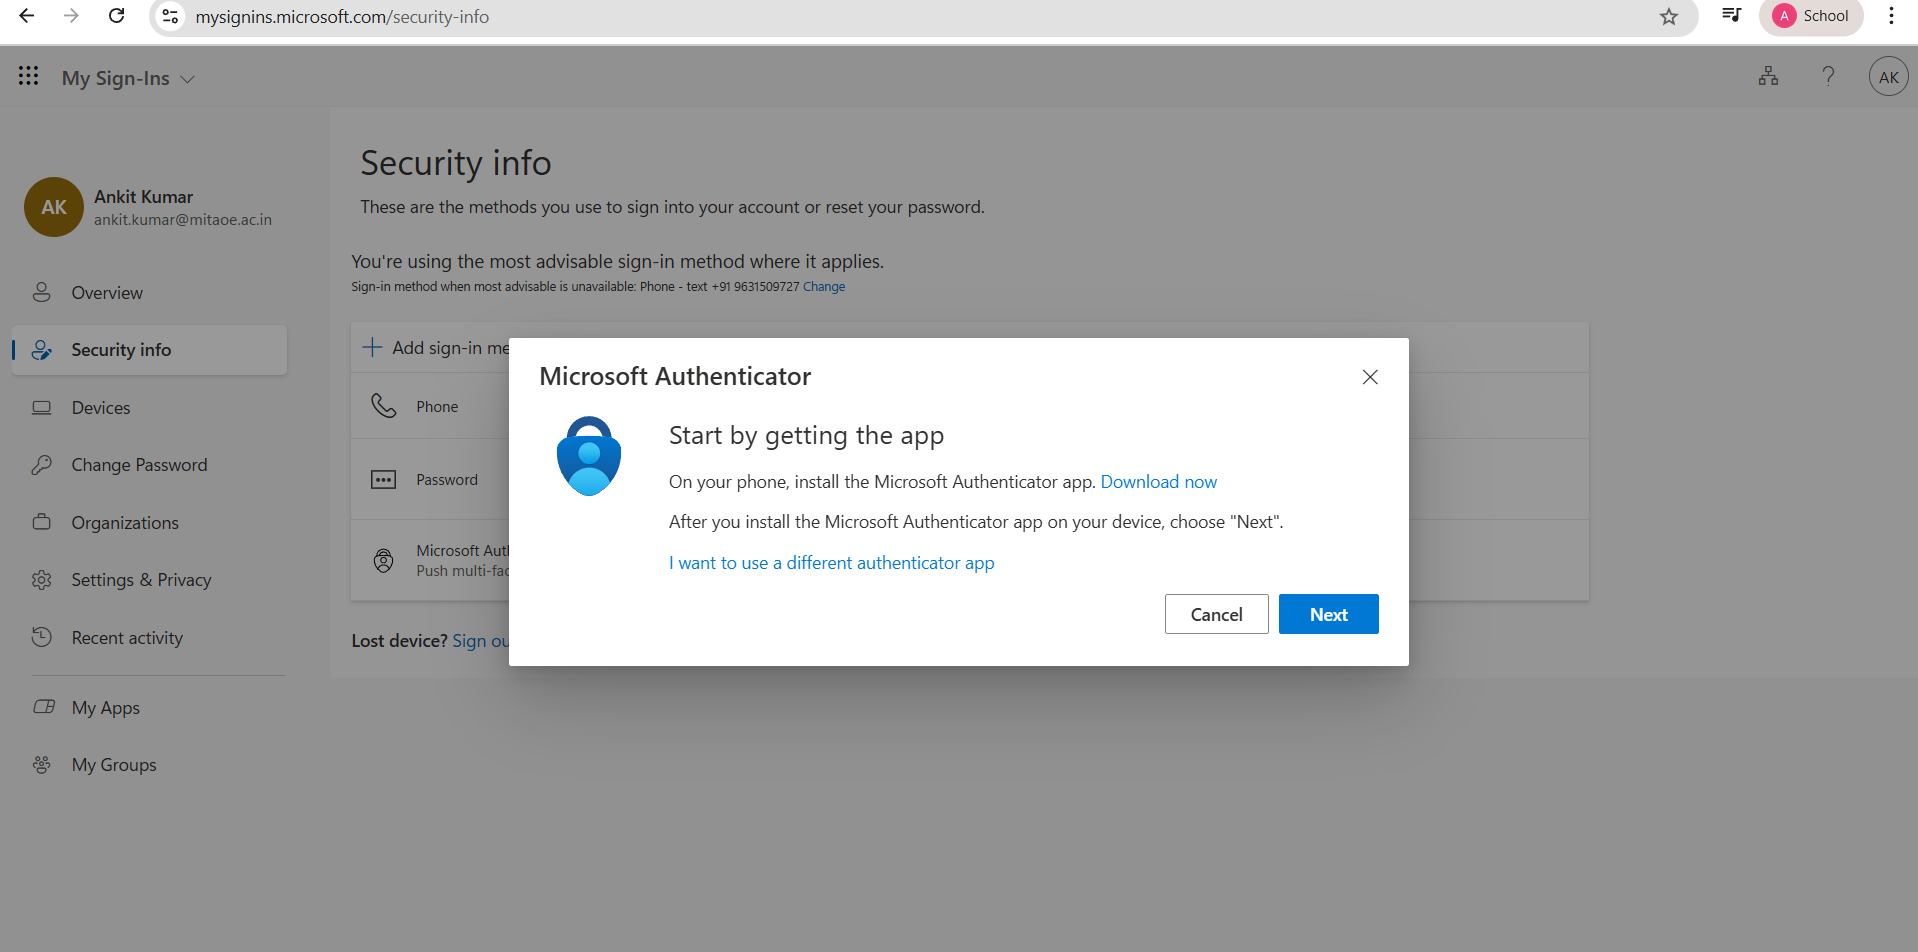 mysignins.microsoft.com/security-info
A School
My Sign-Ins
? AK
AK
Ankit Kumar
ankit.kumar@mitaoe.ac.in
Overview
Security info
Devices
Change Password
Organizations
Settings & Privacy
Recent activity
My Apps
My Groups
Security info
These are the methods you use to sign into your account or reset your password.
You're using the most advisable sign-in method where it applies.
Sign-in method when most advisable is unavailable: Phone - text +91 9631509727 Change
Add sign-in me
Phone
Password
Microsoft Aut
Push multi-fac
Lost device? Sign ou
Microsoft Authenticator
Start by getting the app
On your phone, install the Microsoft Authenticator app. Download now
After you install the Microsoft Authenticator app on your device, choose "Next".
I want to use a different authenticator app
Cancel Next